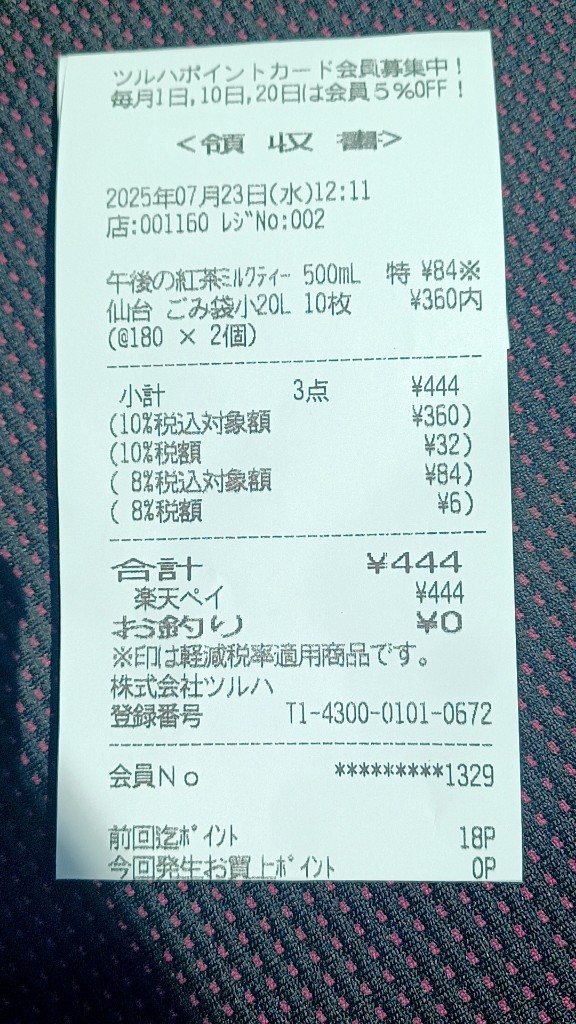 ツルハポイントカード会員募集中！
毎月1日,10日,20日は会員５％OFF！
＜領 収 書＞
2025年07月23日(水)12:11
店:001160 ﾚｼﾞNo:002
午後の紅茶ﾐﾙｸﾃｨｰ 500mL 特 ¥84※
仙台 ごみ袋小20L 10枚 ¥360内
(@180 × 2個)
小計 3点 ¥444
(10%税込対象額 ¥360)
(10%税額 ¥32)
( 8%税込対象額 ¥84)
( 8%税額 ¥6)
合計 ¥444
楽天ペイ ¥444
お釣り ¥0
※印は軽減税率適用商品です。
株式会社ツルハ
登録番号 T1-4300-0101-0672
会員Ｎｏ *********1329
前回迄ﾎﾟｲﾝﾄ 18P
今回発生お買上ﾎﾟｲﾝﾄ 0P